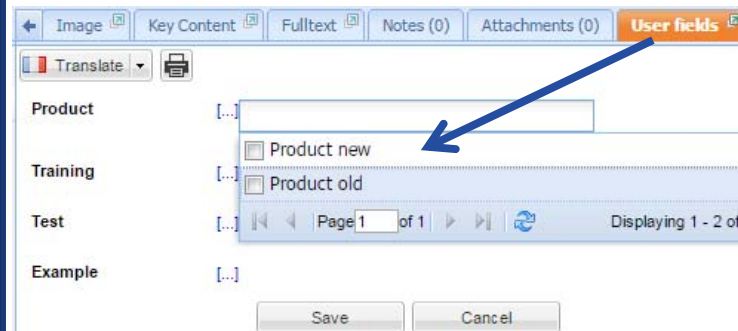 Image Key Content Fulltext Notes (0) Attachments (0) User fields
Translate
Product [...]
Product new
Training [...]
Product old
Test [...] Page 1 of 1 Displaying 1 - 2 of
Example [...]
Save Cancel